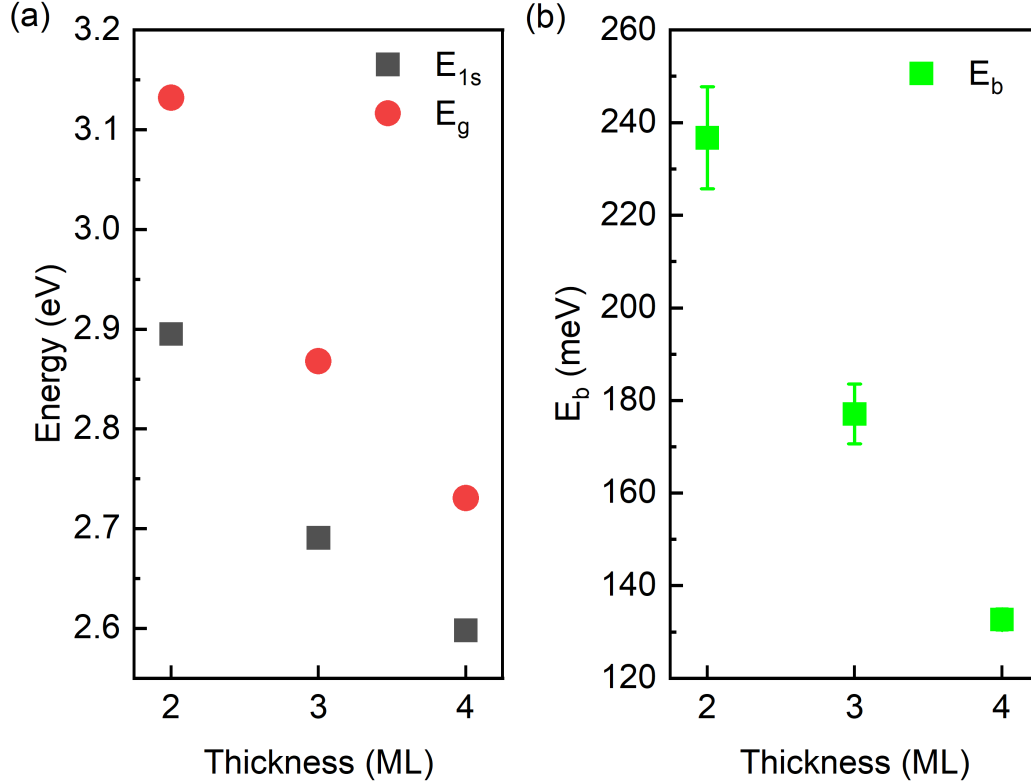 (a)
E1s
Eg
3.2
3.1
3.0
2.9
2.8
2.7
2.6
Energy (eV)
2 3 4
Thickness (ML)
(b)
Eb
260
240
220
200
180
160
140
120
Eb (meV)
2 3 4
Thickness (ML)